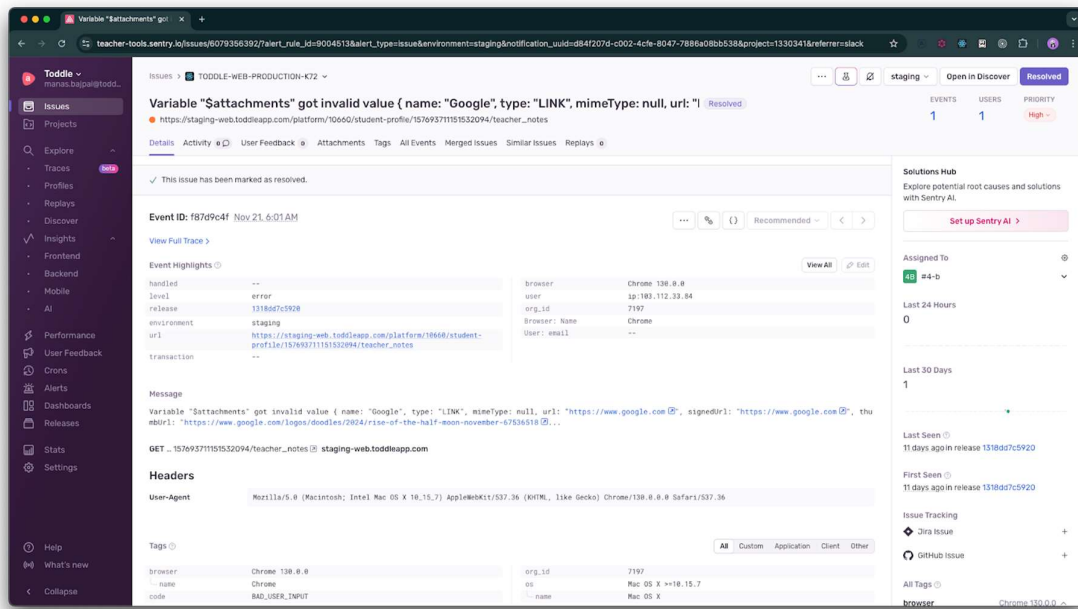 Variable "$attachments" got
teacher-tools.sentry.io/issues/6079356392/?alert_rule_id=9004513&alert_type=issue&environment=staging&notification_uuid=d84f207d-c002-4cfe-8047-7886a08bb538&project=1330341&referrer=slack
Toddle
manas.bajpai@todd...
Issues
Projects
Explore
Traces
beta
Profiles
Replays
Discover
Insights
Frontend
Backend
Mobile
AI
Performance
User Feedback
Crons
Alerts
Dashboards
Releases
Stats
Settings
Help
What's new
Collapse
Issues > TODDLE-WEB-PRODUCTION-K72
staging
Open in Discover
Resolved
Variable "$attachments" got invalid value { name: "Google", type: "LINK", mimeType: null, url: "l Resolved
https://staging-web.toddleapp.com/platform/10660/student-profile/157693711151532094/teacher_notes
EVENTS USERS PRIORITY
1 1 High
Details Activity 0 User Feedback 0 Attachments Tags All Events Merged Issues Similar Issues Replays 0
This issue has been marked as resolved.
Event ID: f87d9c4f Nov 21, 6:01 AM
Recommended
View Full Trace >
Event Highlights
View All Edit
handled --
level error
release 1318dd7c5920
environment staging
url https://staging-web.toddleapp.com/platform/10660/student-
profile/157693711151532094/teacher_notes
transaction --
browser Chrome 130.0.0
user ip:103.112.33.84
org_id 7197
Browser: Name Chrome
User: email --
Message
Variable "$attachments" got invalid value { name: "Google", type: "LINK", mimeType: null, url: "https://www.google.com", signedUrl: "https://www.google.com", thu
mbUrl: "https://www.google.com/logos/doodles/2024/rise-of-the-half-moon-november-67536518...
GET … 157693711151532094/teacher_notes staging-web.toddleapp.com
Headers
User-Agent Mozilla/5.0 (Macintosh; Intel Mac OS X 10_15_7) AppleWebKit/537.36 (KHTML, like Gecko) Chrome/130.0.0.0 Safari/537.36
Tags
All Custom Application Client Other
browser Chrome 130.0.0
name Chrome
code BAD_USER_INPUT
org_id 7197
os Mac OS X >=10.15.7
name Mac OS X
Solutions Hub
Explore potential root causes and solutions
with Sentry AI.
Set up Sentry AI >
Assigned To
4B #4-b
Last 24 Hours
0
Last 30 Days
1
Last Seen
11 days ago in release 1318dd7c5920
First Seen
11 days ago in release 1318dd7c5920
Issue Tracking
Jira Issue +
GitHub Issue +
All Tags
browser Chrome 130.0.0